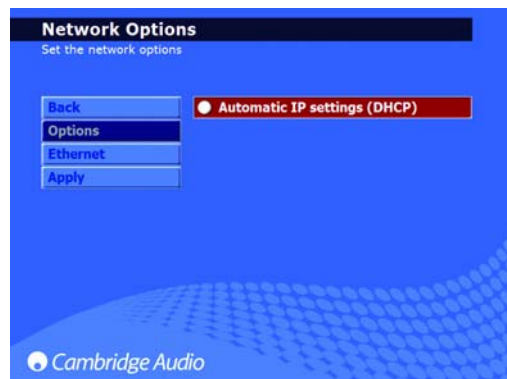 Network Options
Set the network options
Back
Automatic IP settings (DHCP)
Options
Ethernet
Apply
Cambridge Audio